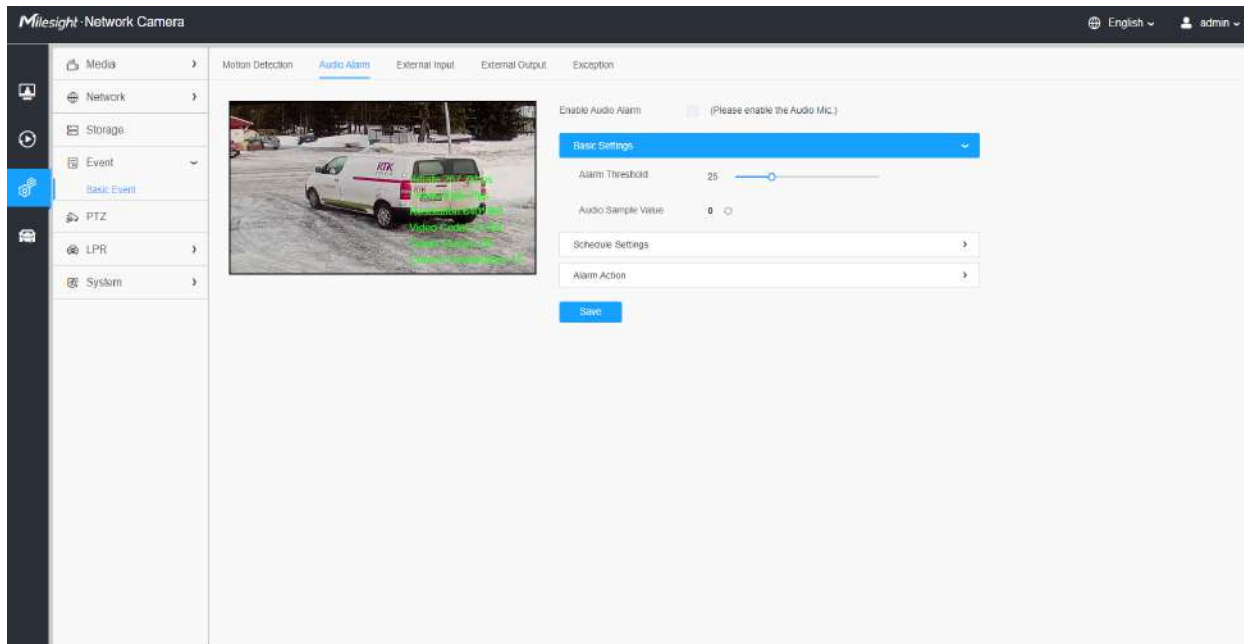 Milesight · Network Camera
English
admin
Media
Network
Storage
Event
Basic Event
PTZ
LPR
System
Motion Detection
Audio Alarm
External Input
External Output
Exception
KTK
Enable Audio Alarm
(Please enable the Audio Mic.)
Basic Settings
Alarm Threshold
25
Audio Sample Value
0
Schedule Settings
Alarm Action
Save